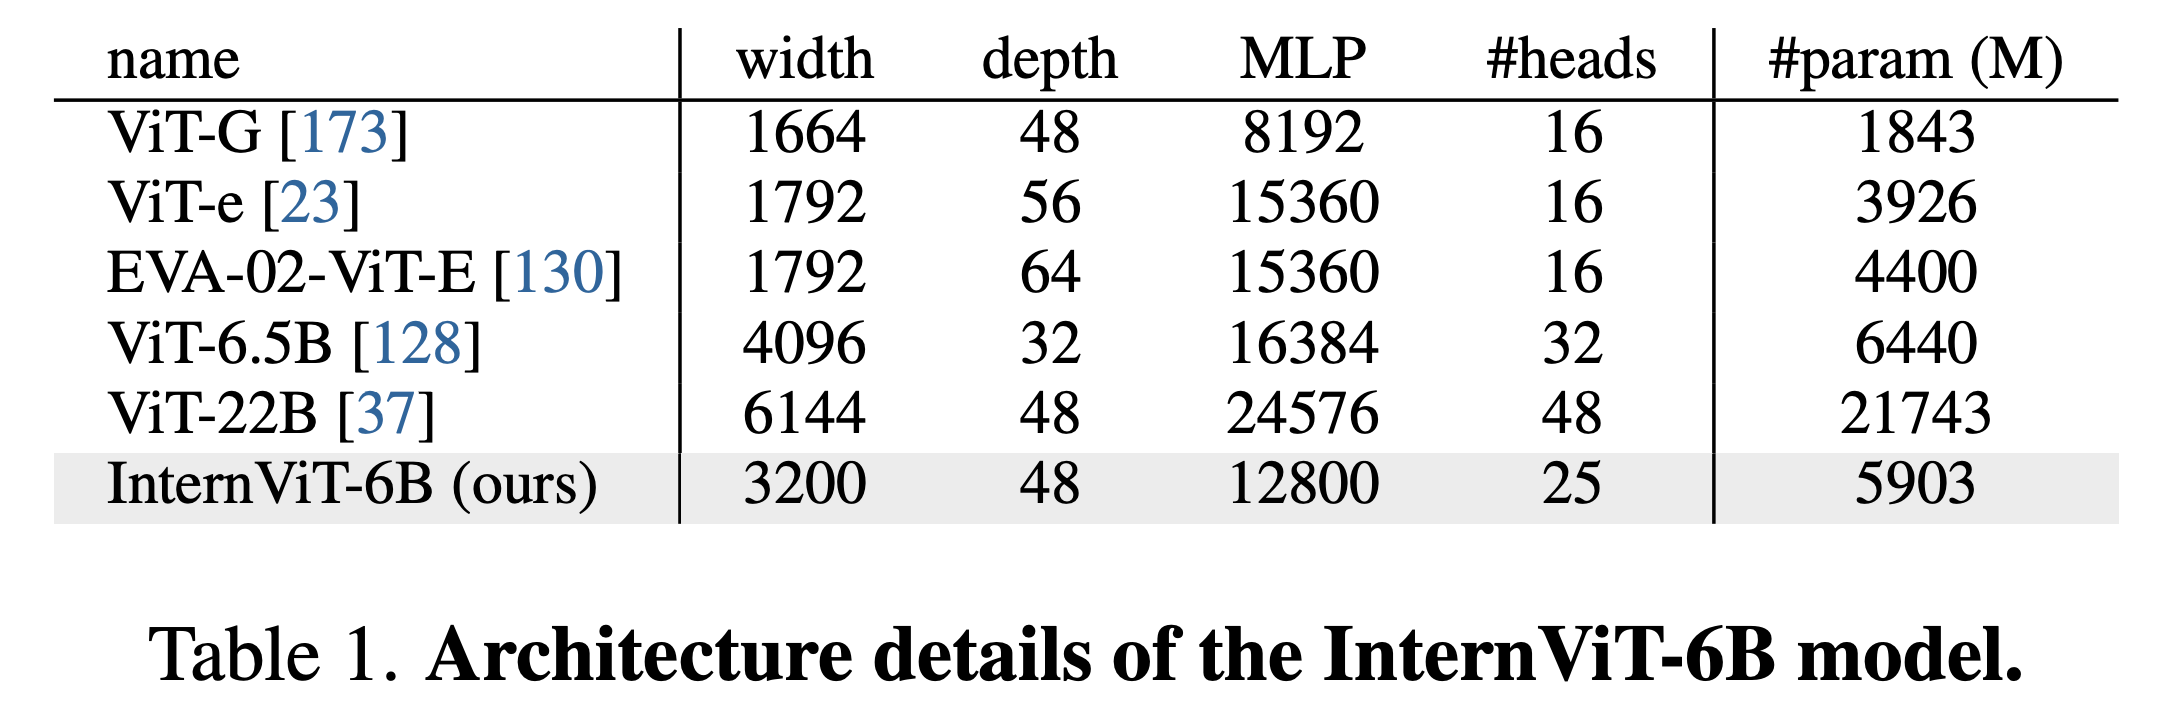 name width depth MLP #heads #param (M)
ViT-G [173] 1664 48 8192 16 1843
ViT-e [23] 1792 56 15360 16 3926
EVA-02-ViT-E [130] 1792 64 15360 16 4400
ViT-6.5B [128] 4096 32 16384 32 6440
ViT-22B [37] 6144 48 24576 48 21743
InternViT-6B (ours) 3200 48 12800 25 5903
Table 1. Architecture details of the InternViT-6B model.